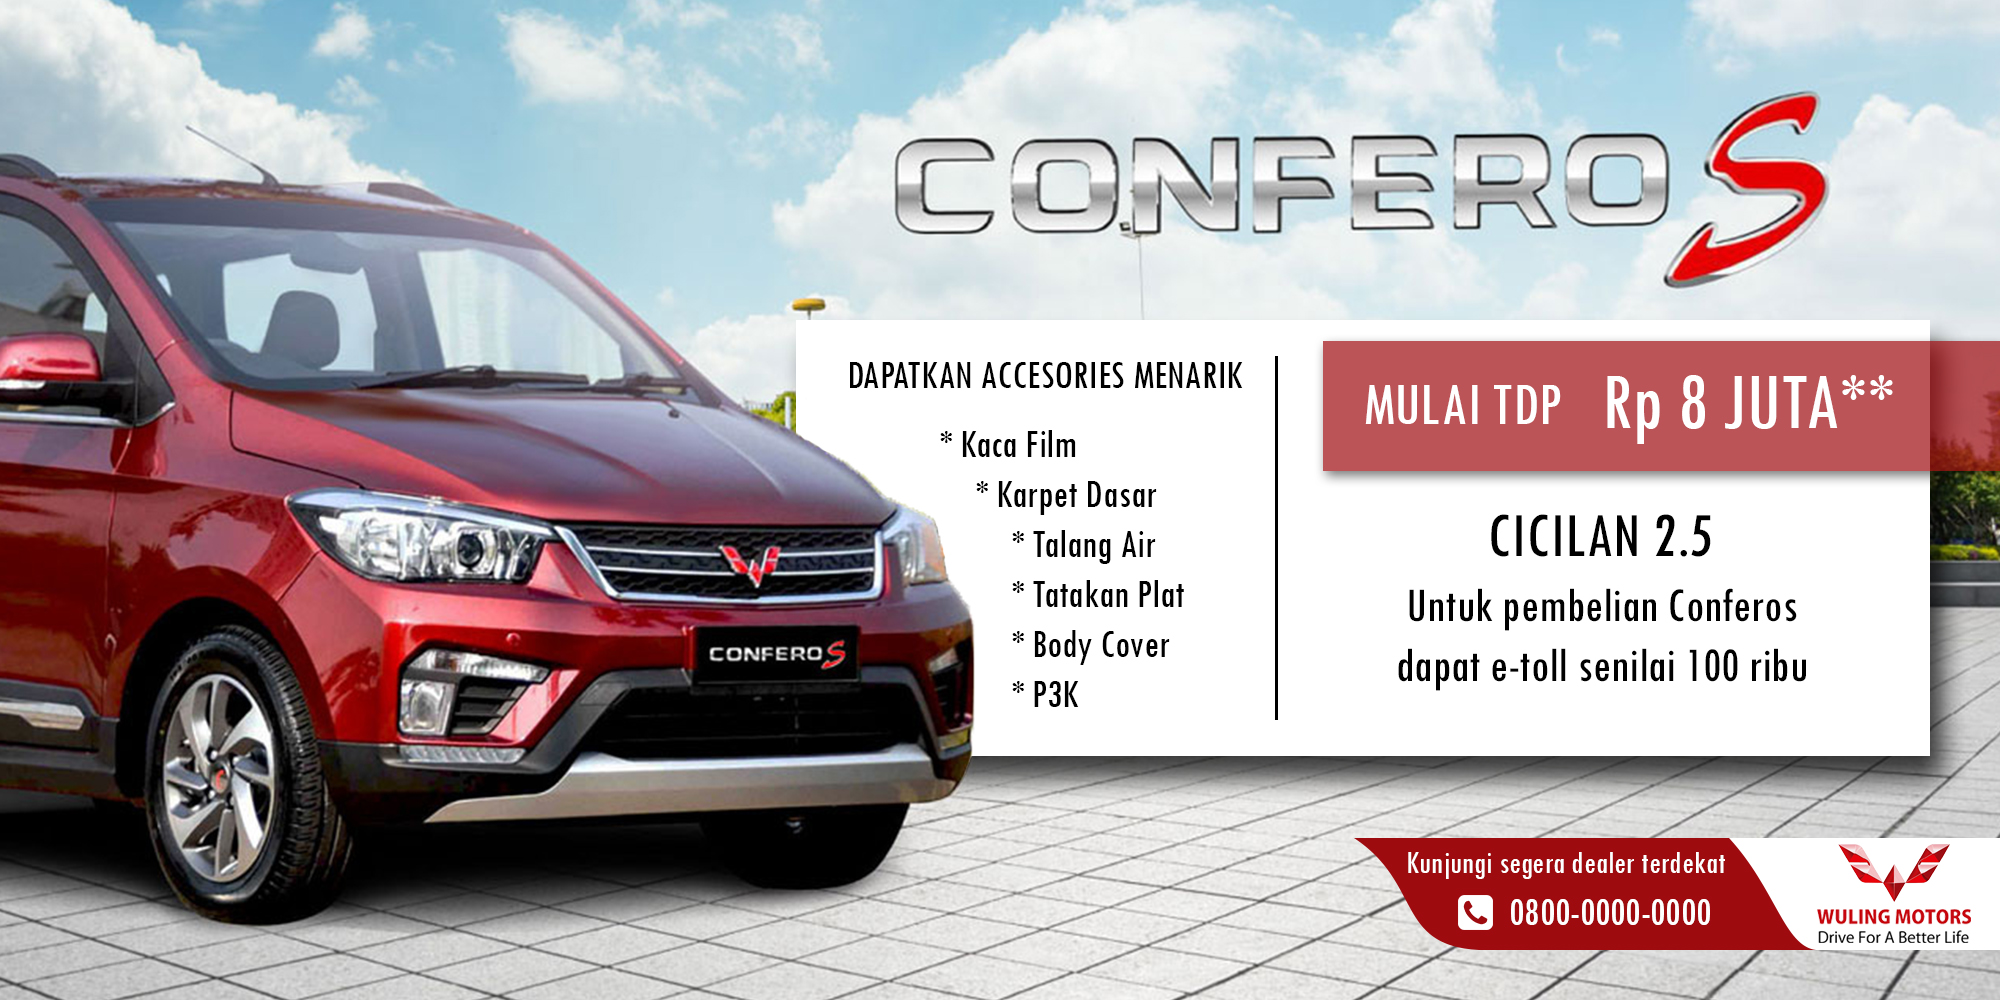 CONFERO S
DAPATKAN ACCESORIES MENARIK
* Kaca Film
* Karpet Dasar
* Talang Air
* Tatakan Plat
* Body Cover
* P3K
MULAI TDP Rp 8 JUTA**
CICILAN 2.5
Untuk pembelian Conferos
dapat e-toll senilai 100 ribu
CONFERO S
Kunjungi segera dealer terdekat
0800-0000-0000
WULING MOTORS
Drive For A Better Life